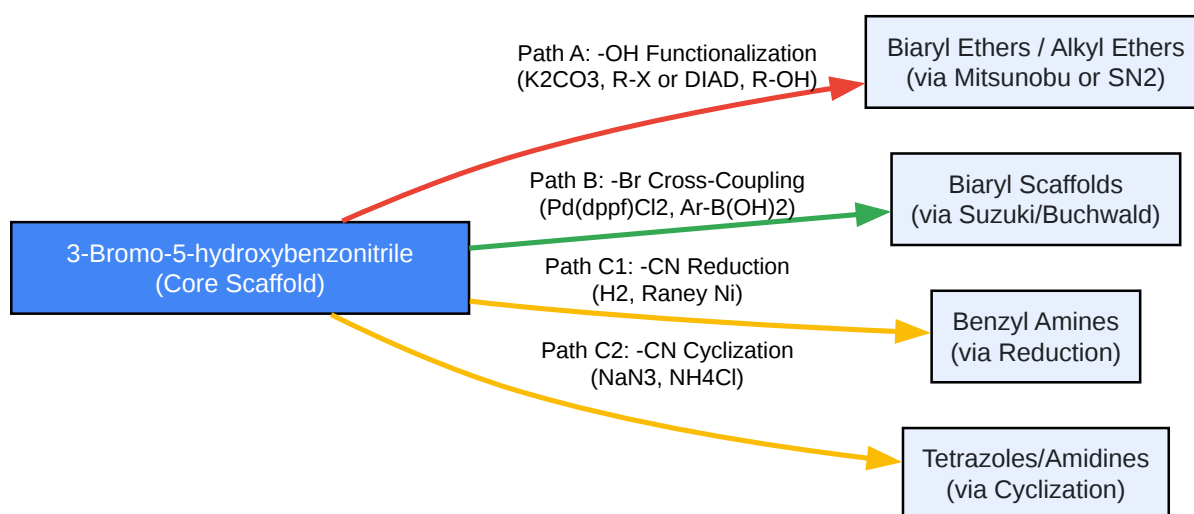 Path A: -OH Functionalization
(K2CO3, R-X or DIAD, R-OH)
Biaryl Ethers / Alkyl Ethers
(via Mitsunobu or SN2)
Path B: -Br Cross-Coupling
(Pd(dppf)Cl2, Ar-B(OH)2)
Biaryl Scaffolds
(via Suzuki/Buchwald)
3-Bromo-5-hydroxybenzonitrile
(Core Scaffold)
Path C1: -CN Reduction
(H2, Raney Ni)
Benzyl Amines
(via Reduction)
Path C2: -CN Cyclization
(NaN3, NH4Cl)
Tetrazoles/Amidines
(via Cyclization)